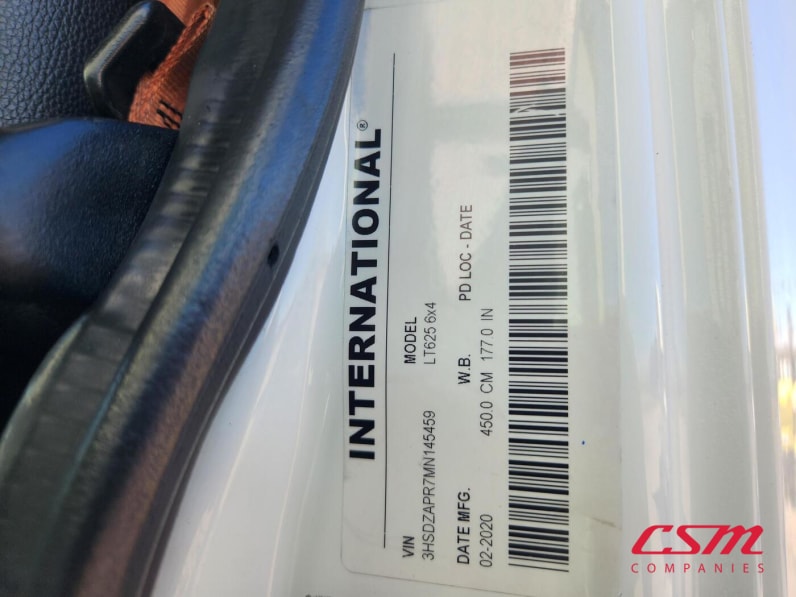 INTERNATIONAL®
VIN MODEL
3HSDZAPR7MN145459 LT625 6x4
DATE MFG. W.B. PD LOC - DATE
02-2020 450.0 CM 177.0 IN
CSM
COMPANIES